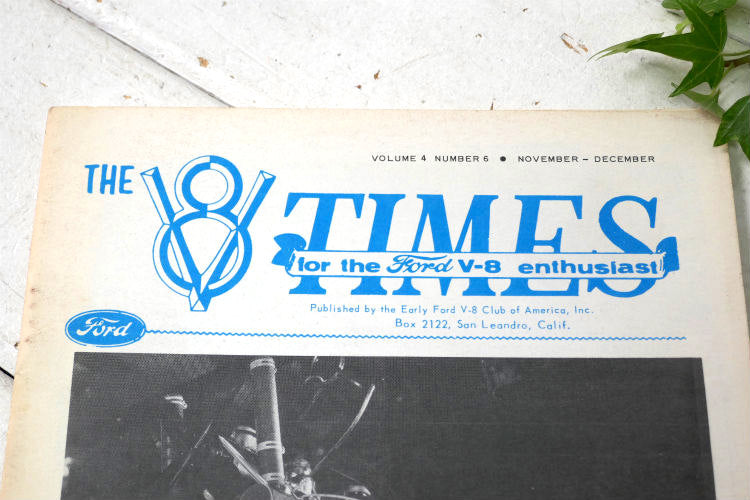 VOLUME 4 NUMBER 6 ● NOVEMBER – DECEMBER
THE V8 TIMES
for the Ford V-8 enthusiast
Published by the Early Ford V-8 Club of America, Inc.
Box 2122, San Leandro, Calif.
Ford